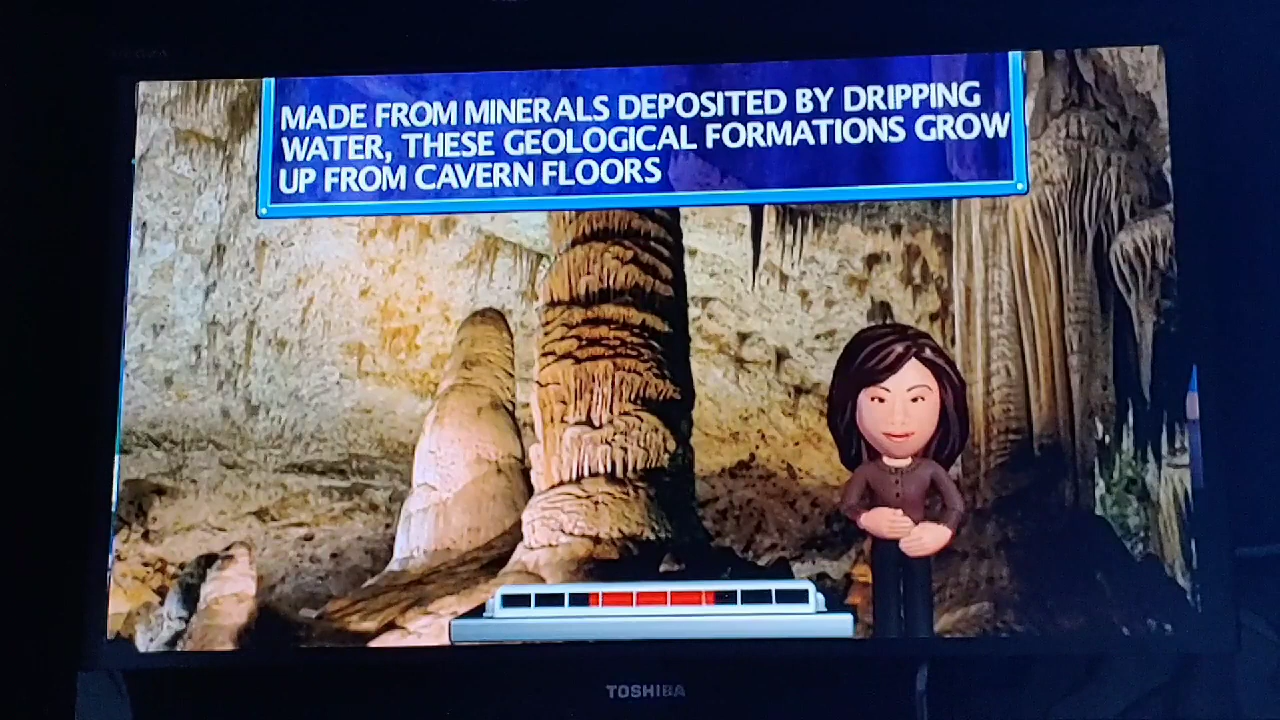 MADE FROM MINERALS DEPOSITED BY DRIPPING
WATER, THESE GEOLOGICAL FORMATIONS GROW
UP FROM CAVERN FLOORS
TOSHIBA